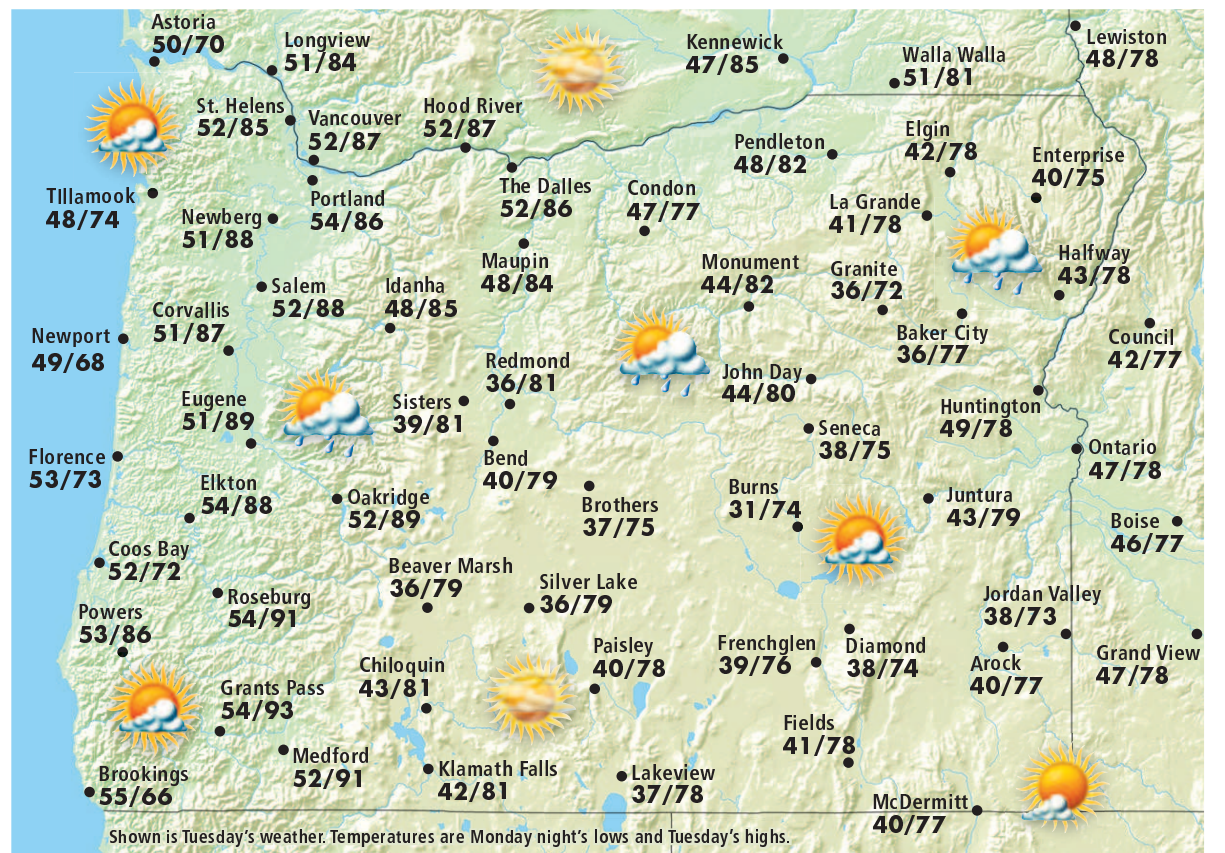 Astoria
50/70
Longview
51/84
Kennewick
47/85
Walla Walla
51/81
Lewiston
48/78
St. Helens
52/85
Vancouver
52/87
Hood River
52/87
Pendleton
48/82
Elgin
42/78
Enterprise
40/75
TIllamook
48/74
Newberg
51/88
Portland
54/86
The Dalles
52/86
Condon
47/77
La Grande
41/78
Maupin
48/84
Monument
44/82
Granite
36/72
Halfway
43/78
Salem
52/88
Idanha
48/85
Corvallis
51/87
Newport
49/68
Baker City
36/77
Council
42/77
Redmond
36/81
John Day
44/80
Eugene
51/89
Sisters
39/81
Huntington
49/78
Seneca
38/75
Ontario
47/78
Florence
53/73
Bend
40/79
Elkton
54/88
Oakridge
52/89
Brothers
37/75
Burns
31/74
Juntura
43/79
Boise
46/77
Coos Bay
52/72
Beaver Marsh
36/79
Silver Lake
36/79
Roseburg
54/91
Powers
53/86
Jordan Valley
38/73
Paisley
40/78
Frenchglen
39/76
Diamond
38/74
Arock
40/77
Grand View
47/78
Chiloquin
43/81
Grants Pass
54/93
Fields
41/78
Medford
52/91
Klamath Falls
42/81
Lakeview
37/78
Brookings
55/66
McDermitt
40/77
Shown is Tuesday's weather. Temperatures are Monday night's lows and Tuesday's highs.